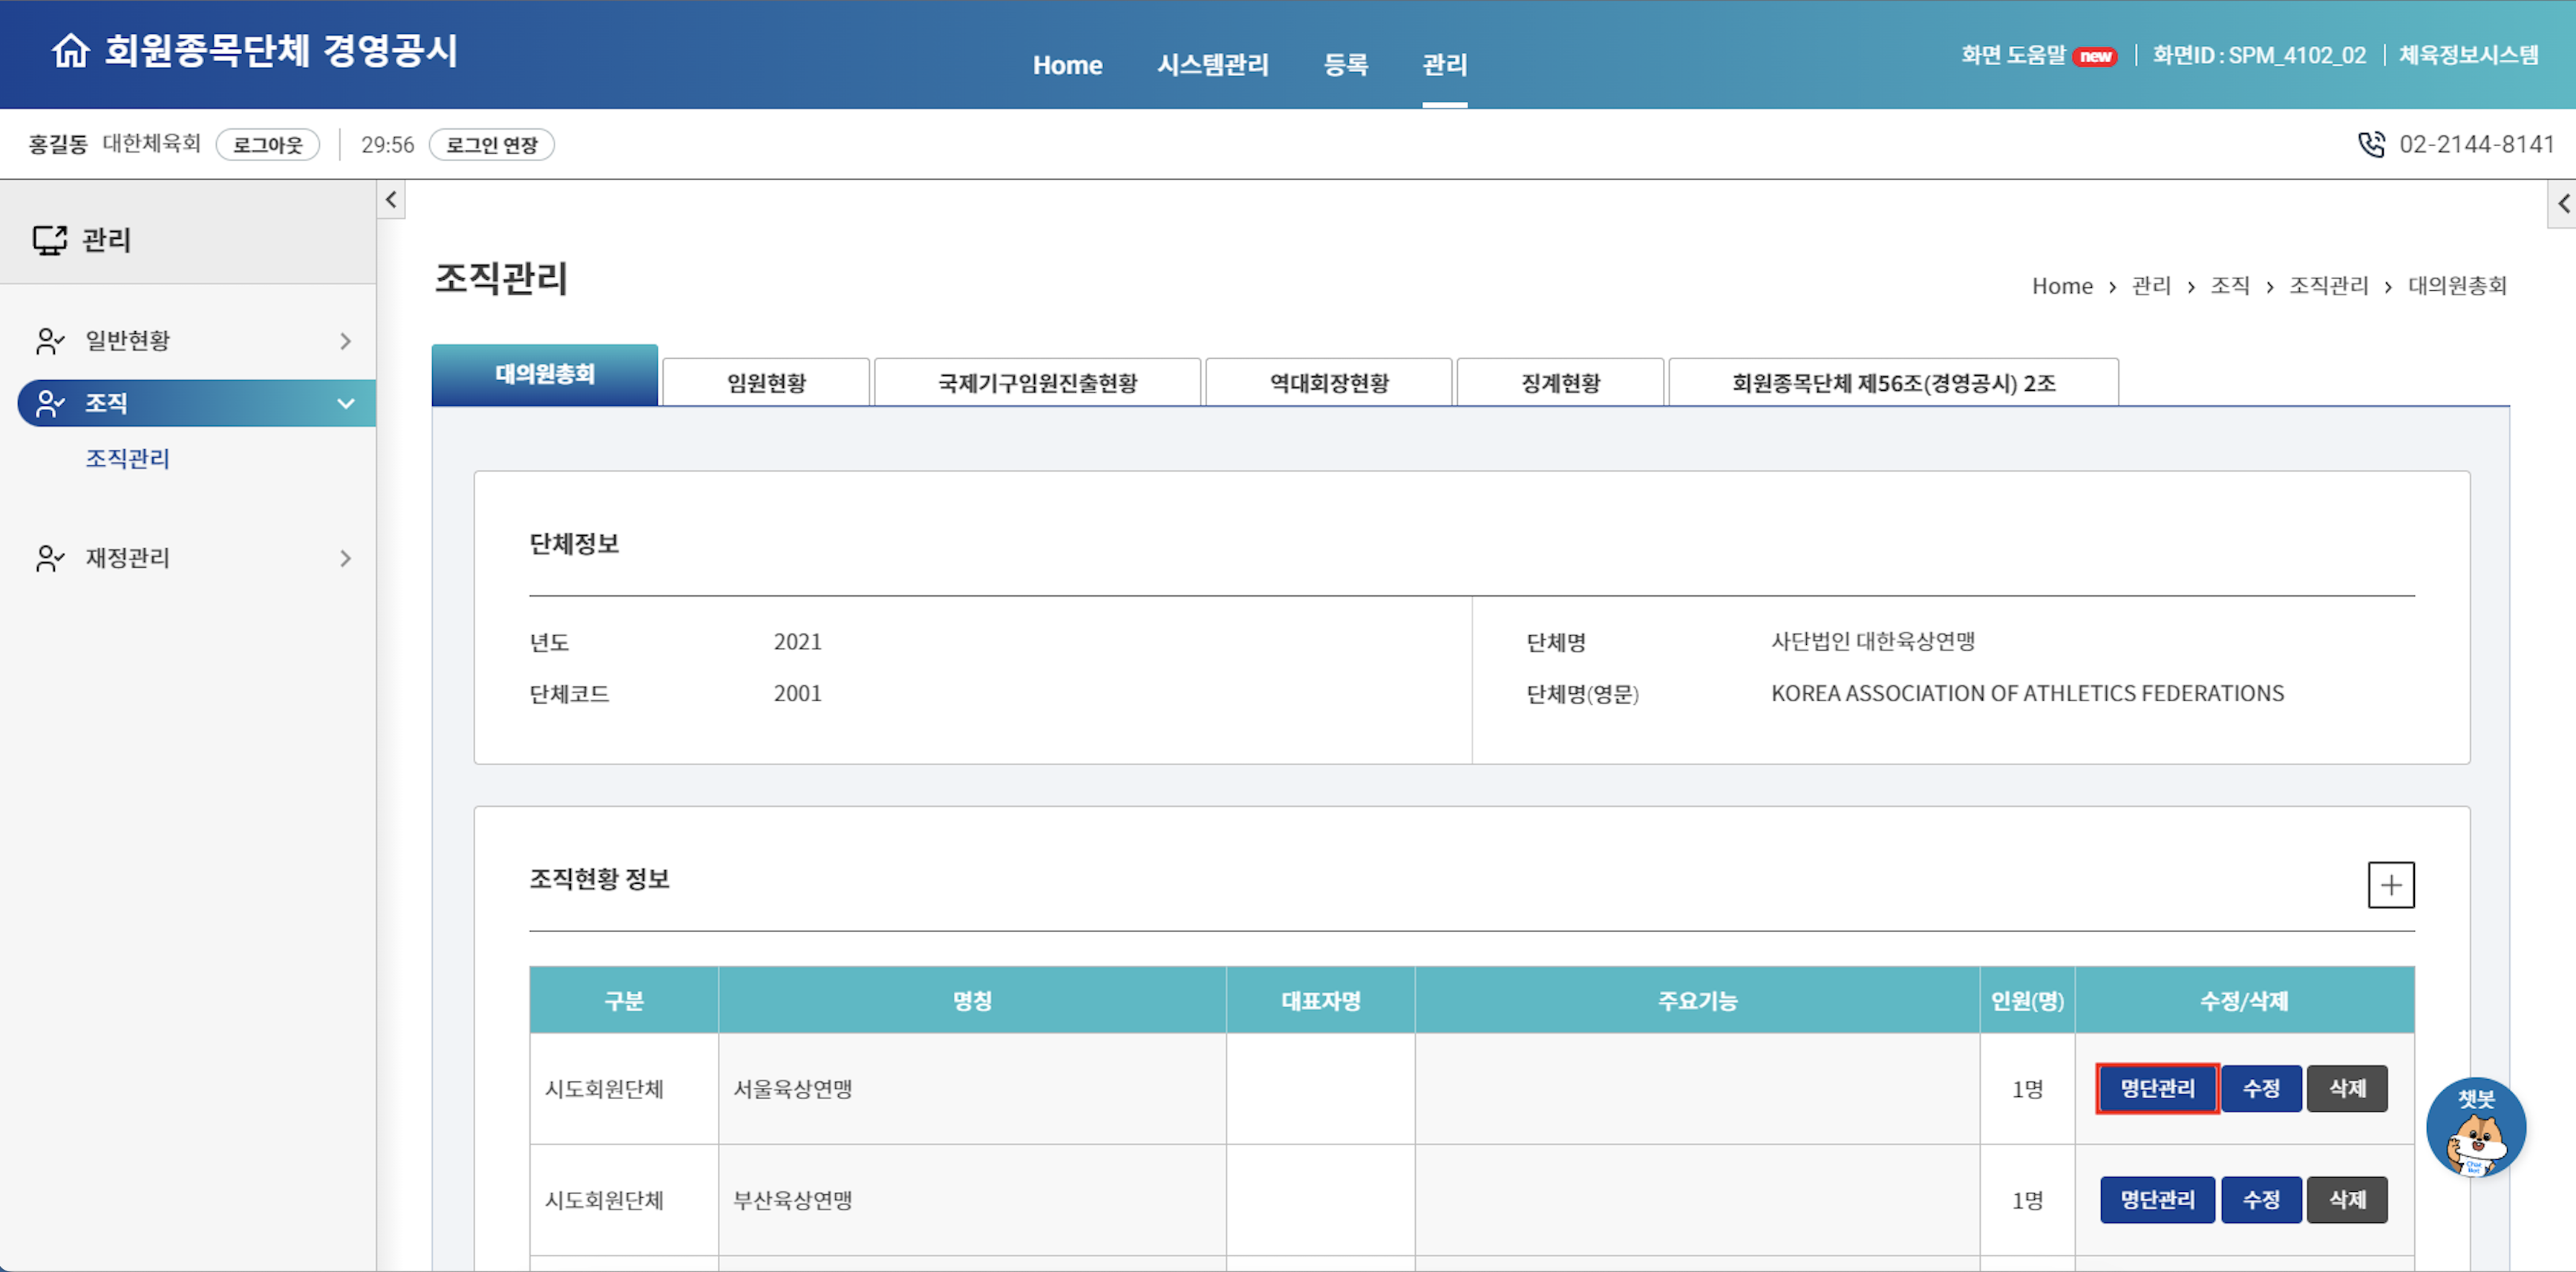 회원종목단체 경영공시
Home 시스템관리 등록 관리
화면 도움말 new 화면ID : SPM_4102_02 체육정보시스템
홍길동 대한체육회 로그아웃 29:56 로그인 연장
02-2144-8141
관리
일반현황
조직
조직관리
재정관리
조직관리
Home > 관리 > 조직 > 조직관리 > 대의원총회
대의원총회 임원현황 국제기구임원진출현황 역대회장현황 징계현황 회원종목단체 제56조(경영공시) 2조
단체정보
년도 2021 단체명 사단법인 대한육상연맹
단체코드 2001 단체명(영문) KOREA ASSOCIATION OF ATHLETICS FEDERATIONS
조직현황 정보
구분 명칭 대표자명 주요기능 인원(명) 수정/삭제
시도회원단체 서울육상연맹 1명 명단관리 수정 삭제
챗봇
시도회원단체 부산육상연맹 1명 명단관리 수정 삭제